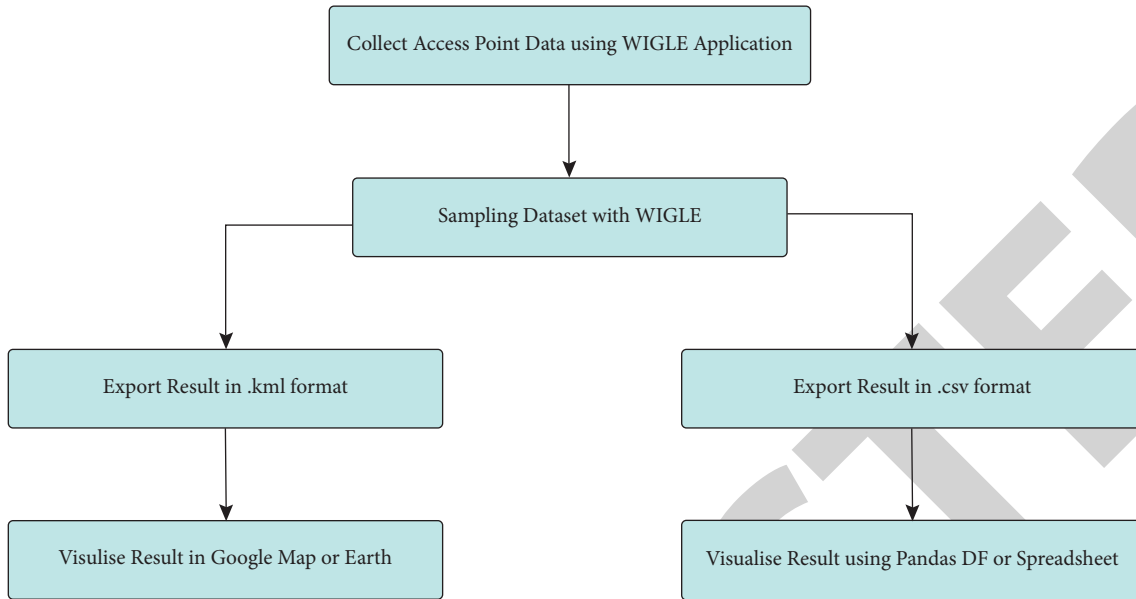 Collect Access Point Data using WIGLE Application
Sampling Dataset with WIGLE
Export Result in .kml format
Export Result in .csv format
Visulise Result in Google Map or Earth
Visualise Result using Pandas DF or Spreadsheet